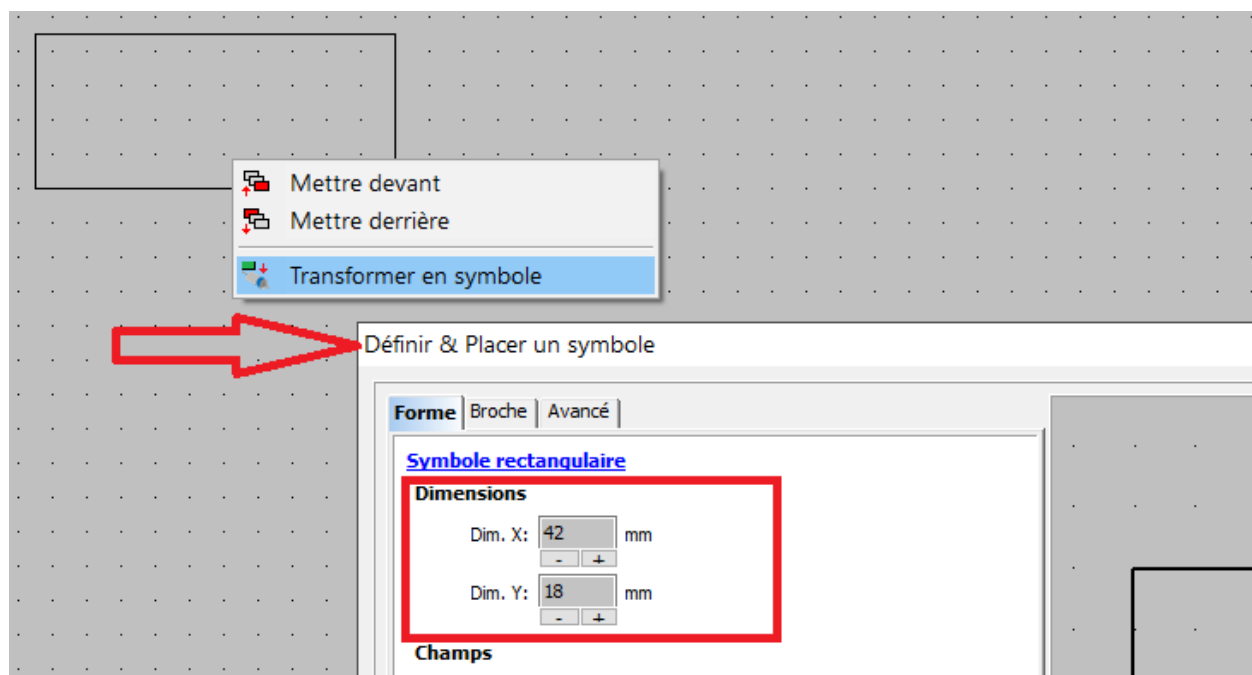 Mettre devant
Mettre derrière
Transformer en symbole
Définir & Placer un symbole
Forme Broche Avancé
Symbole rectangulaire
Dimensions
Dim. X: 42 mm
- +
Dim. Y: 18 mm
- +
Champs